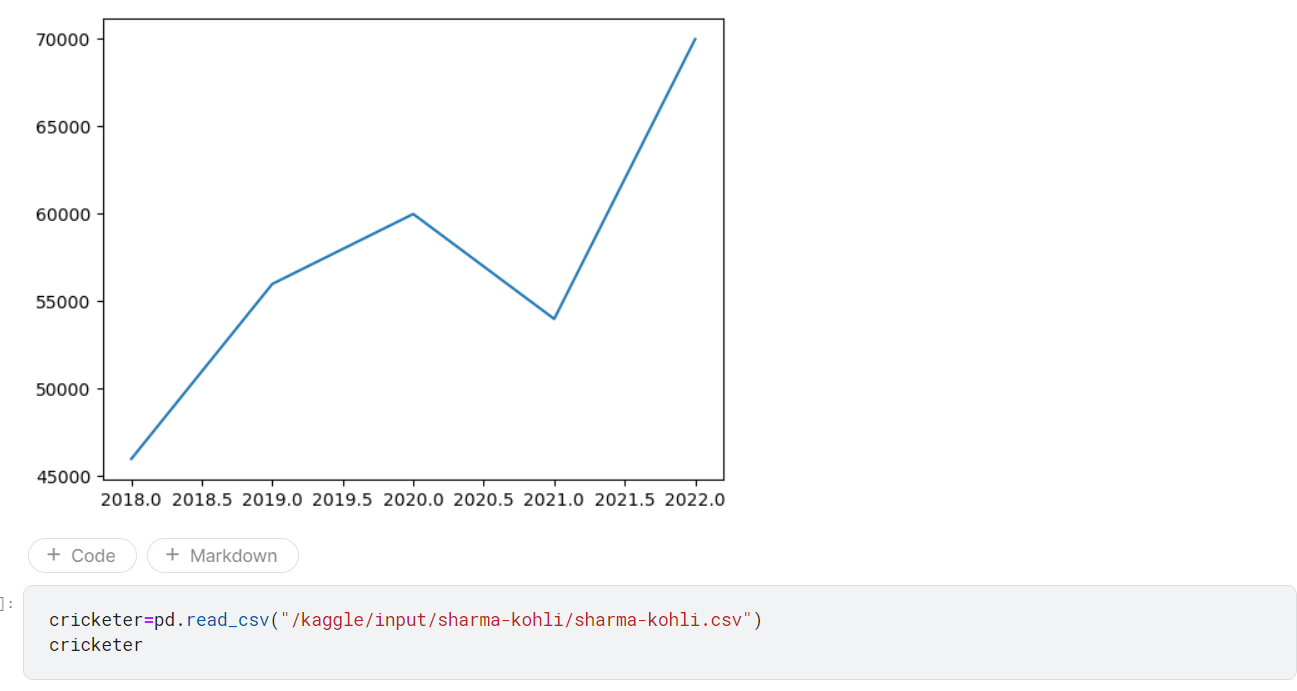 70000
65000
60000
55000
50000
45000
2018.0 2018.5 2019.0 2019.5 2020.0 2020.5 2021.0 2021.5 2022.0
+ Code + Markdown
]:
cricketer=pd.read_csv("/kaggle/input/sharma-kohli/sharma-kohli.csv")
cricketer